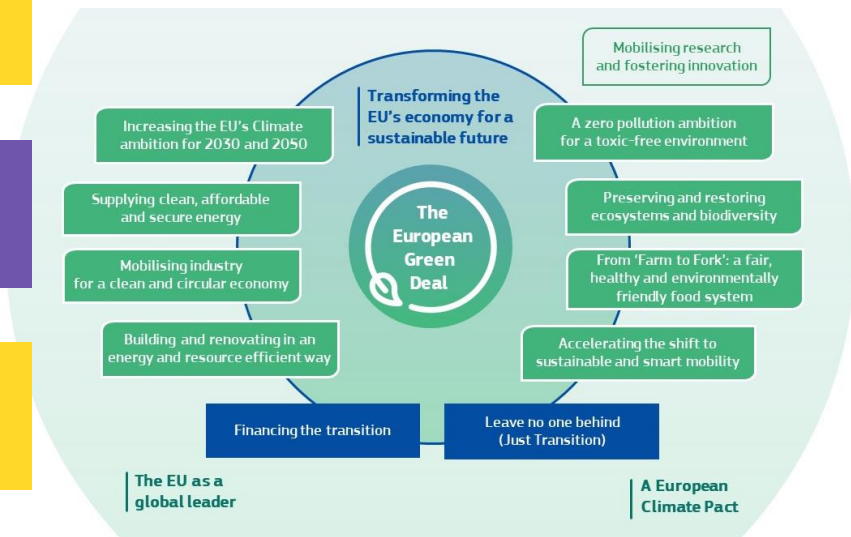 Mobilising research
and fostering innovation
Transforming the
EU's economy for a
sustainable future
Increasing the EU's Climate
ambition for 2030 and 2050
A zero pollution ambition
for a toxic-free environment
Supplying clean, affordable
and secure energy
Preserving and restoring
ecosystems and biodiversity
The
European
Green
Deal
Mobilising industry
for a clean and circular economy
From ‘Farm to Fork’: a fair,
healthy and environmentally
friendly food system
Building and renovating in an
energy and resource efficient way
Accelerating the shift to
sustainable and smart mobility
Financing the transition
Leave no one behind
(Just Transition)
The EU as a
global leader
A European
Climate Pact